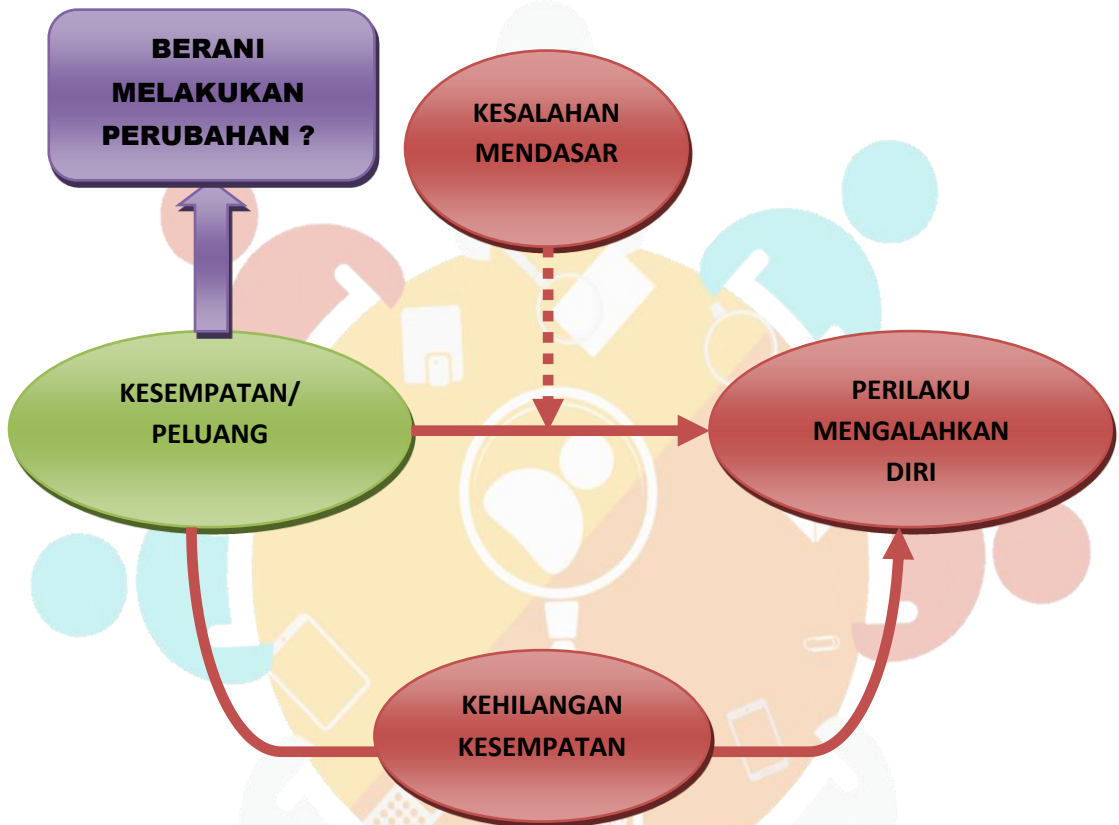 BERANI
MELAKUKAN
PERUBAHAN ?
KESALAHAN
MENDASAR
KESEMPATAN/
PELUANG
PERILAKU
MENGALAHKAN
DIRI
KEHILANGAN
KESEMPATAN